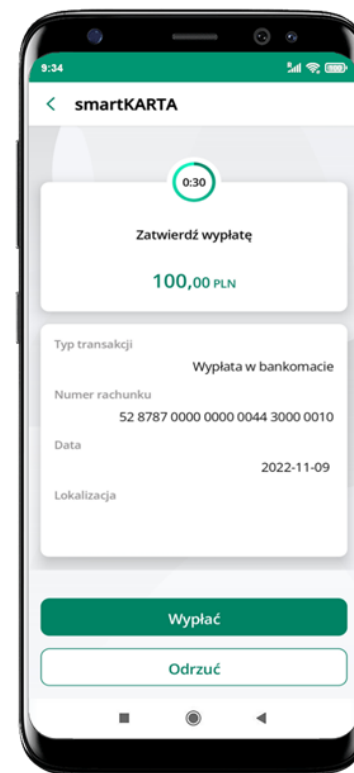 9:34
smartKARTA
0:30
Zatwierdź wypłatę
100,00 PLN
Typ transakcji
Wypłata w bankomacie
Numer rachunku
52 8787 0000 0000 0044 3000 0010
Data
2022-11-09
Lokalizacja
Wypłać
Odrzuć